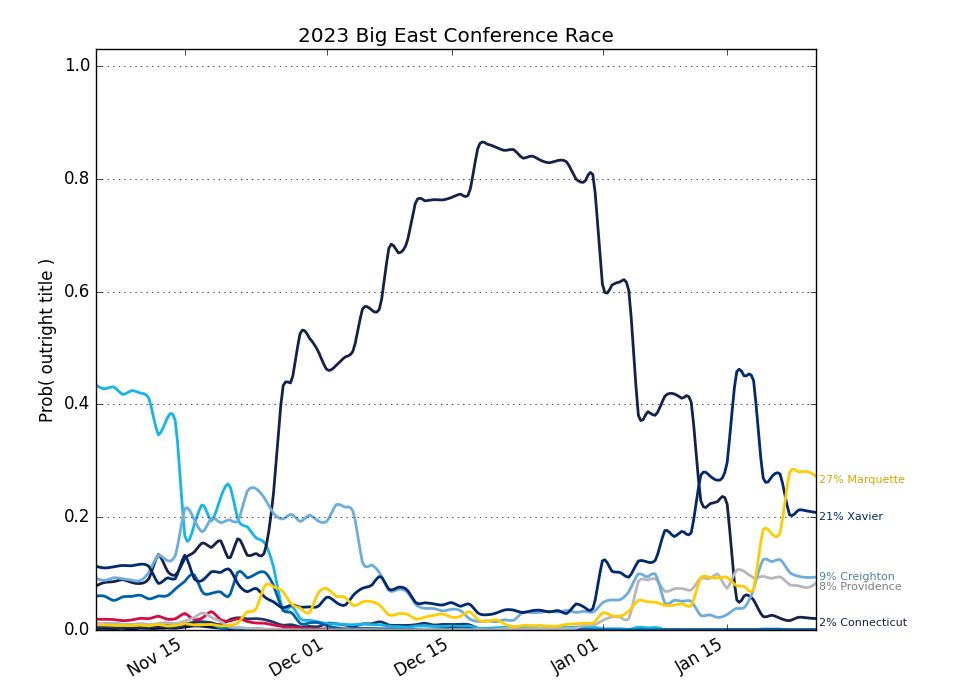 2023 Big East Conference Race
Prob( outright title )
1.0
0.8
0.6
0.4
0.2
0.0
27% Marquette
21% Xavier
9% Creighton
8% Providence
2% Connecticut
Nov 15
Dec 01
Dec 15
Jan 01
Jan 15